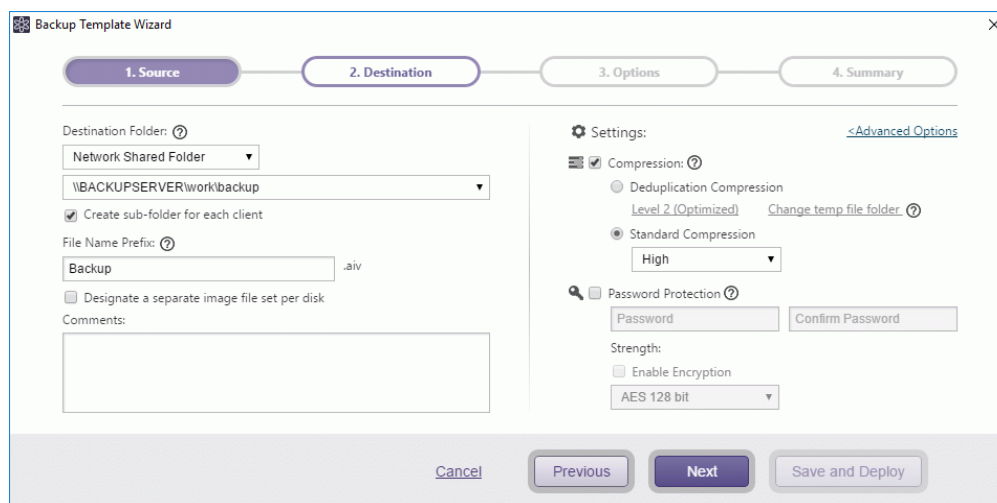 Backup Template Wizard
1. Source
2. Destination
3. Options
4. Summary
Destination Folder:
Network Shared Folder
\\BACKUPSERVER\work\backup
Create sub-folder for each client
File Name Prefix:
Backup
.aiv
Designate a separate image file set per disk
Comments:
Settings:
<Advanced Options
Compression:
Deduplication Compression
Level 2 (Optimized)
Change temp file folder
Standard Compression
High
Password Protection
Password
Confirm Password
Strength:
Enable Encryption
AES 128 bit
Cancel
Previous
Next
Save and Deploy